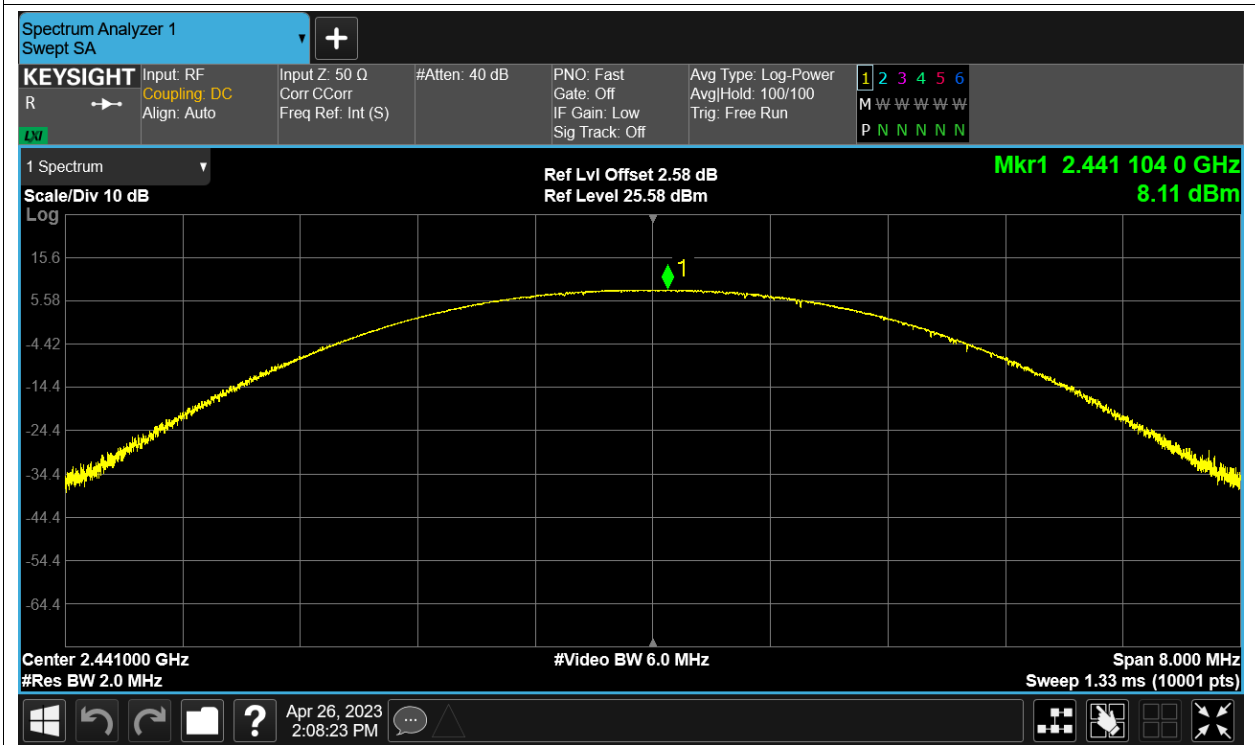 Spectrum Analyzer 1
Swept SA
KEYSIGHT
R
LXI
Input: RF
Coupling: DC
Align: Auto
Input Z: 50 Ω
Corr CCorr
Freq Ref: Int (S)
#Atten: 40 dB
PNO: Fast
Gate: Off
IF Gain: Low
Sig Track: Off
Avg Type: Log-Power
Avg|Hold: 100/100
Trig: Free Run
1 2 3 4 5 6
M W W W W W W
P N N N N N N
1 Spectrum
Scale/Div 10 dB
Ref Lvl Offset 2.58 dB
Ref Level 25.58 dBm
Mkr1 2.441 104 0 GHz
8.11 dBm
Log
15.6
5.58
-4.42
-14.4
-24.4
-34.4
-44.4
-54.4
-64.4
1
Center 2.441000 GHz
#Res BW 2.0 MHz
#Video BW 6.0 MHz
Span 8.000 MHz
Sweep 1.33 ms (10001 pts)
?
Apr 26, 2023
2:08:23 PM